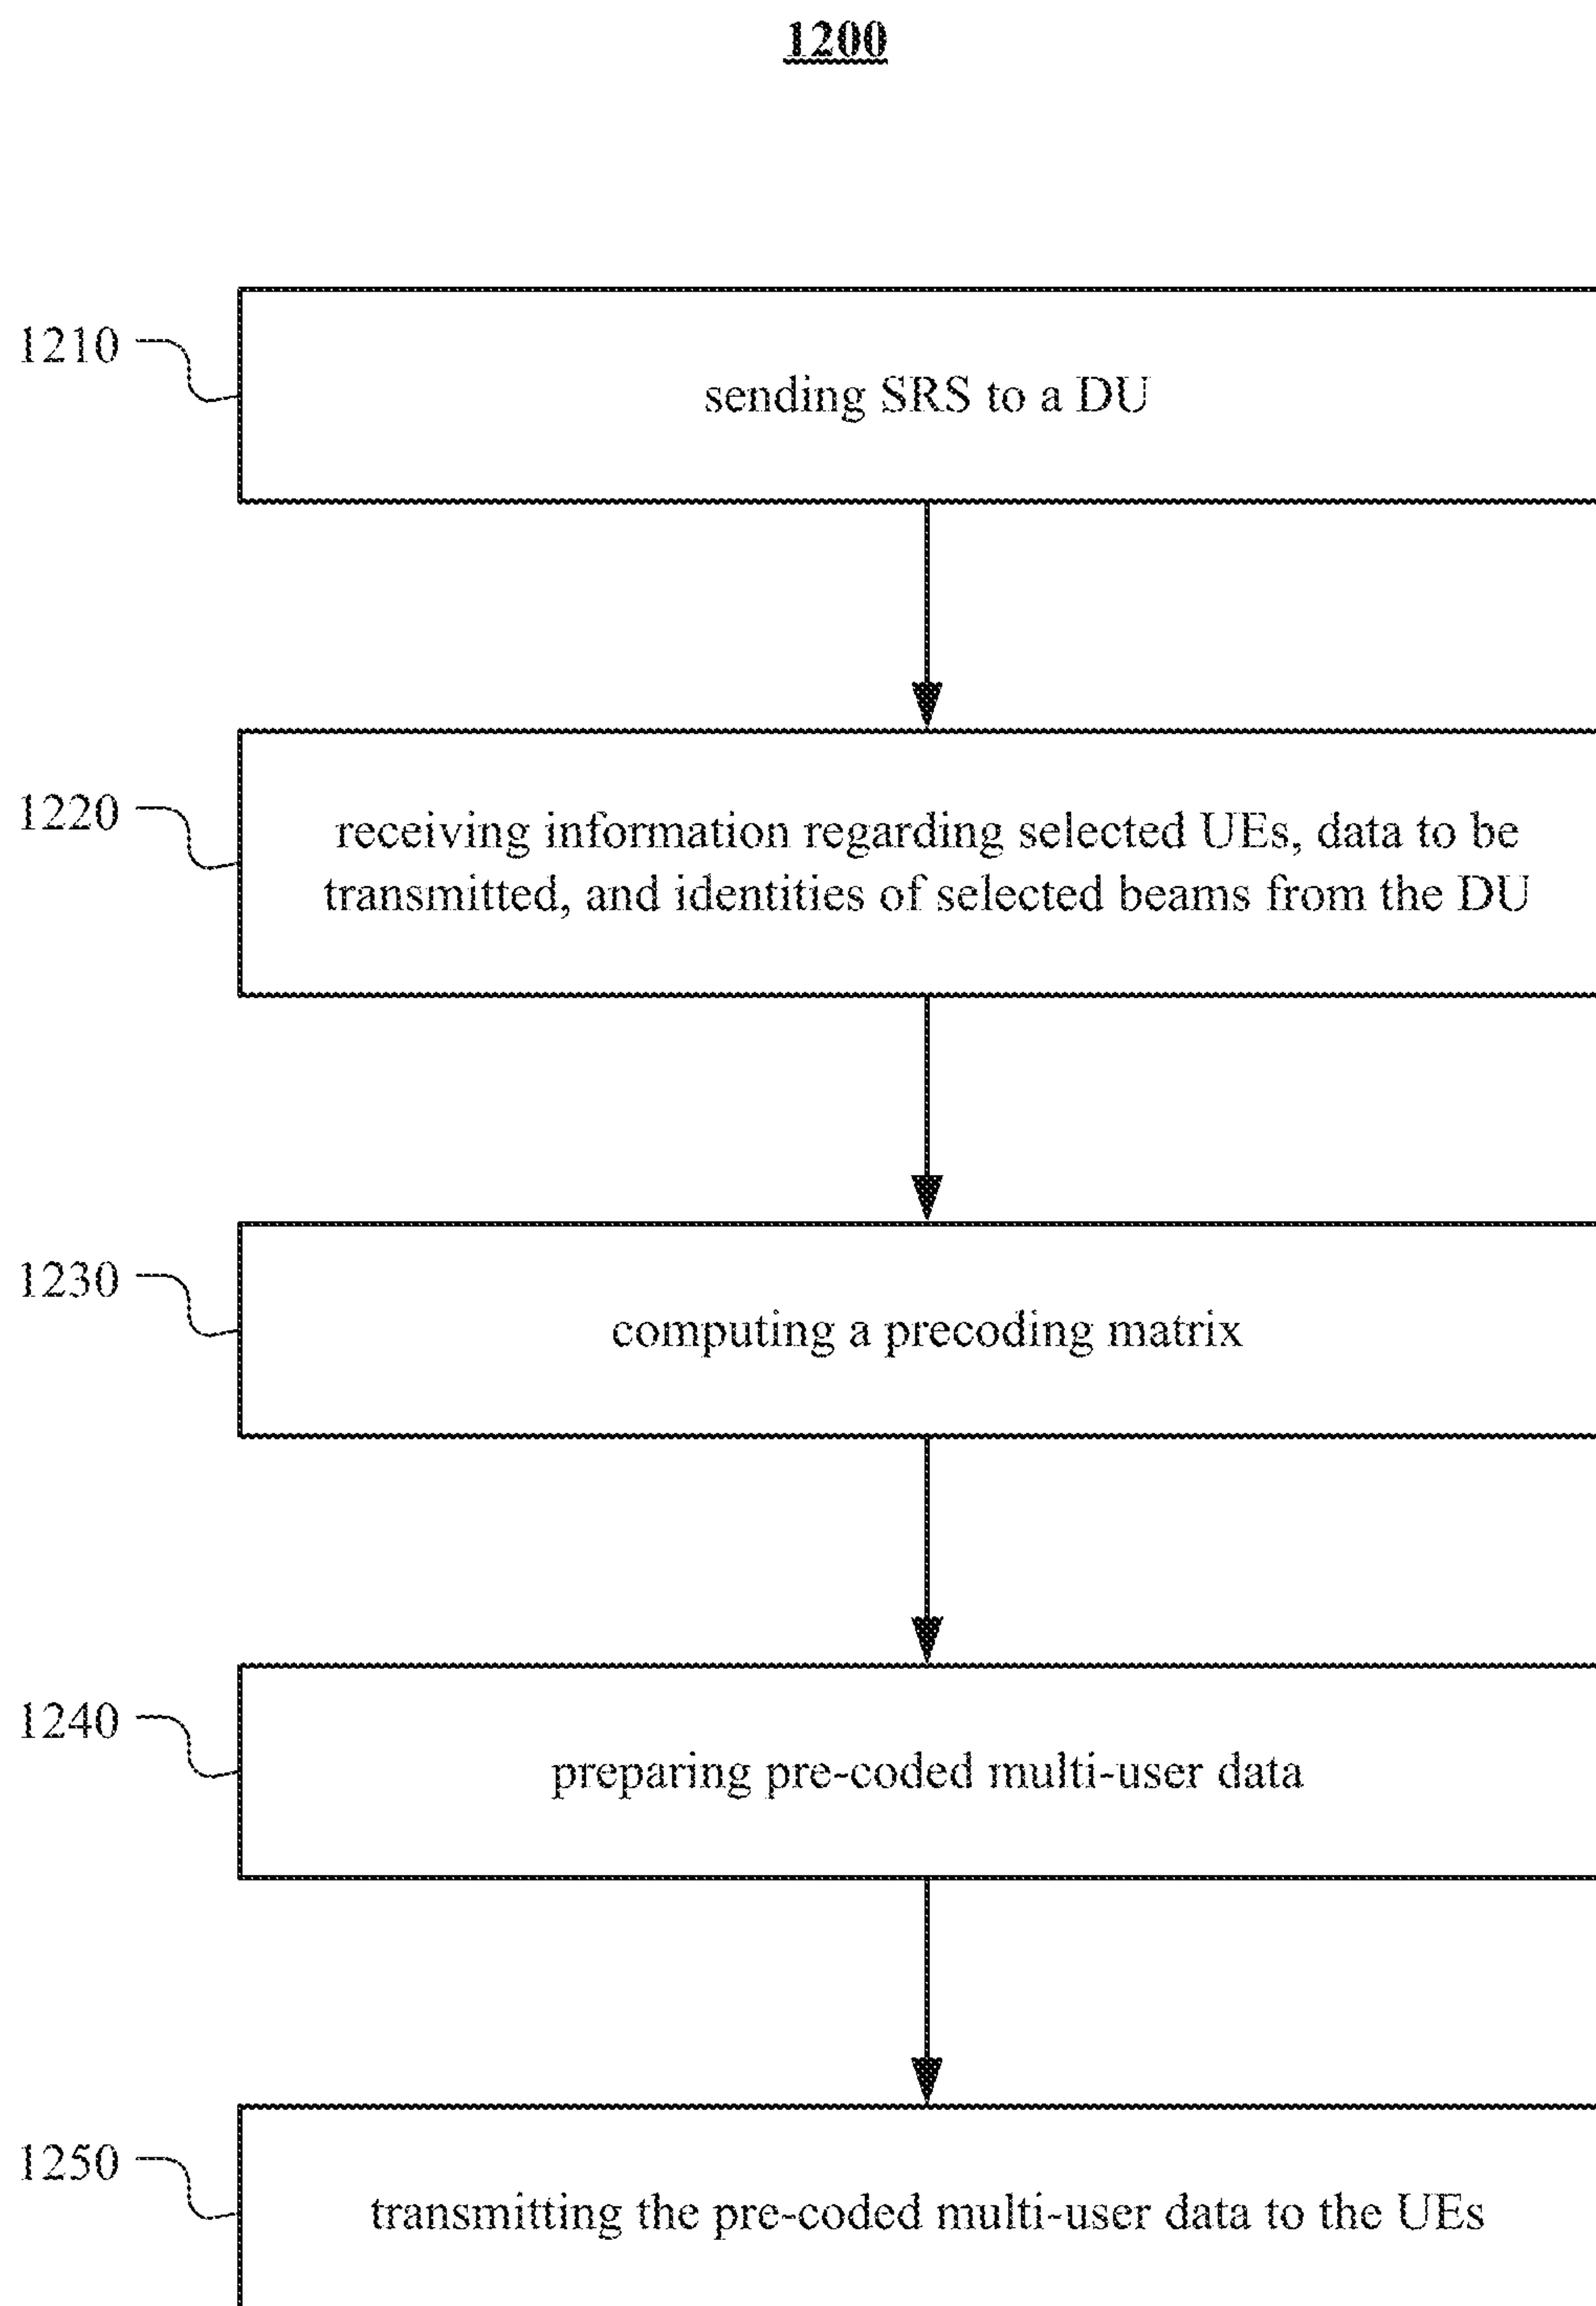 1200
1210
sending SRS to a DU
1220
receiving information regarding selected UEs, data to be
transmitted, and identities of selected beams from the DU
1230
computing a precoding matrix
1240
preparing pre-coded multi-user data
1250
transmitting the pre-coded multi-user data to the UEs